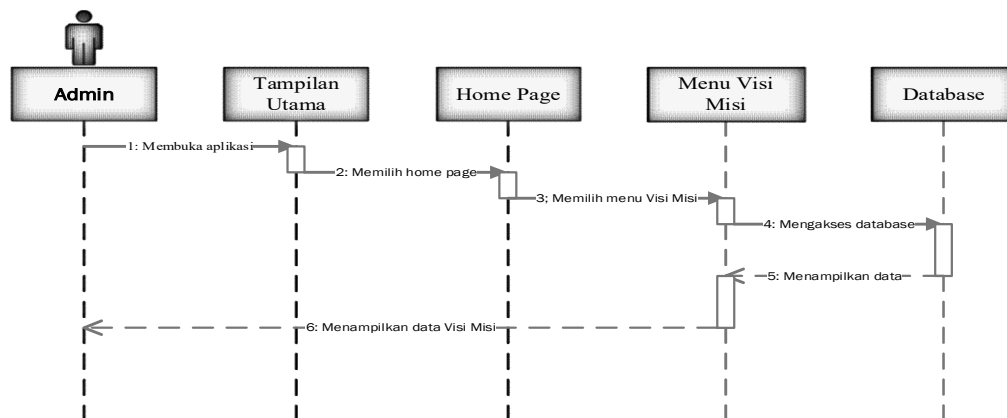 Admin
Tampilan
Utama
Home Page
Menu Visi
Misi
Database
1: Membuka aplikasi
2: Memilih home page
3; Memilih menu Visi Misi
4: Mengakses database
5: Menampilkan data
6: Menampilkan data Visi Misi